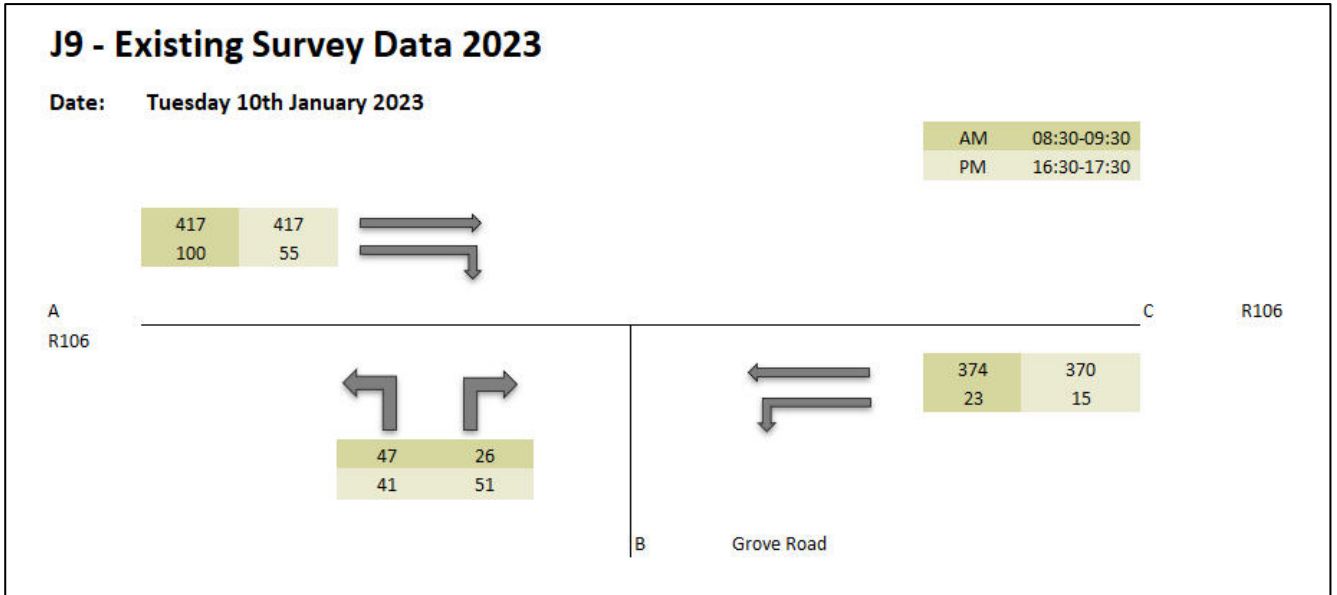 J9 - Existing Survey Data 2023
Date: Tuesday 10th January 2023
AM 08:30-09:30
PM 16:30-17:30
417 417
100 55
A
C R106
R106
374 370
23 15
47 26
41 51
B Grove Road